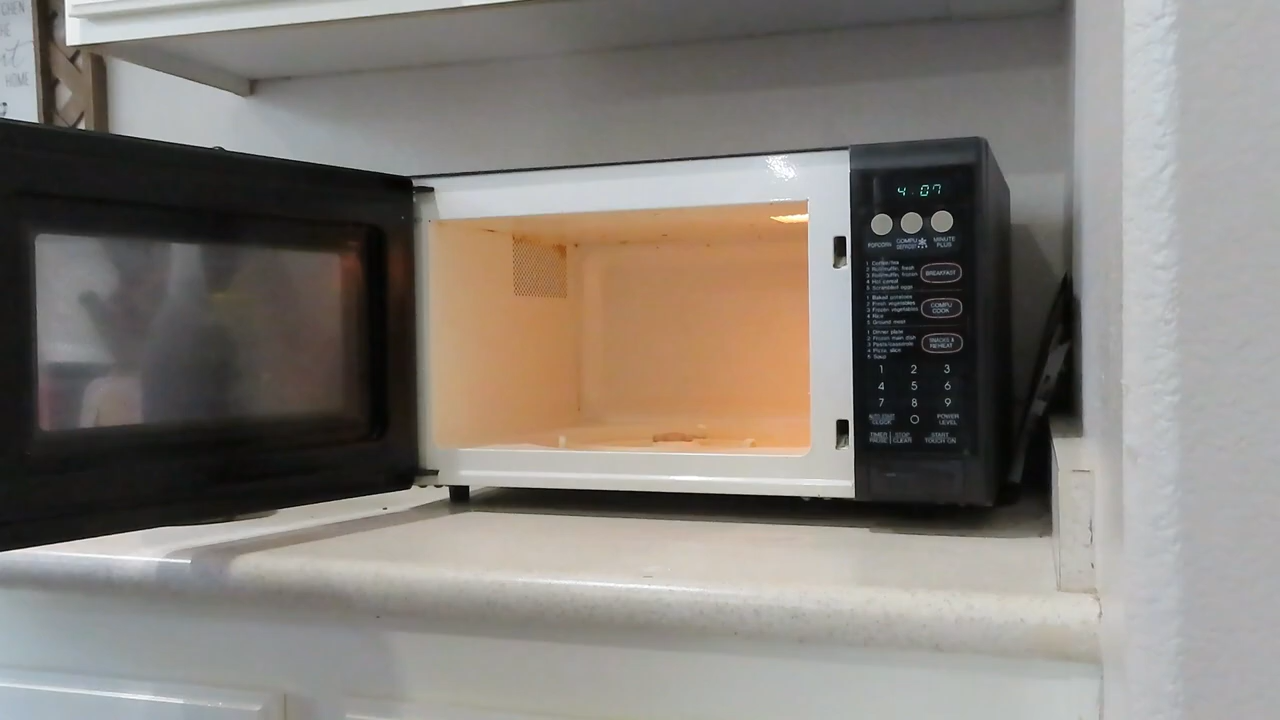 CHEN
HE
HOME
4:07
POPCORN
COMPU
DEFROST
MINUTE
PLUS
1 Coffee/tea
2 Roll/muffin, fresh
3 Roll/muffin, frozen
4 Hot cereal
5 Scrambled eggs
BREAKFAST
1 Baked potatoes
2 Fresh vegetables
3 Frozen vegetables
4 Rice
5 Ground meat
COMPU
COOK
1 Dinner plate
2 Frozen main dish
3 Pasta/casserole
4 Pizza, slice
5 Soup
SNACKS &
REHEAT
1 2 3
4 5 6
7 8 9
AUTO START
CLOCK
0
POWER
LEVEL
TIMER
PAUSE
STOP
CLEAR
START
TOUCH ON